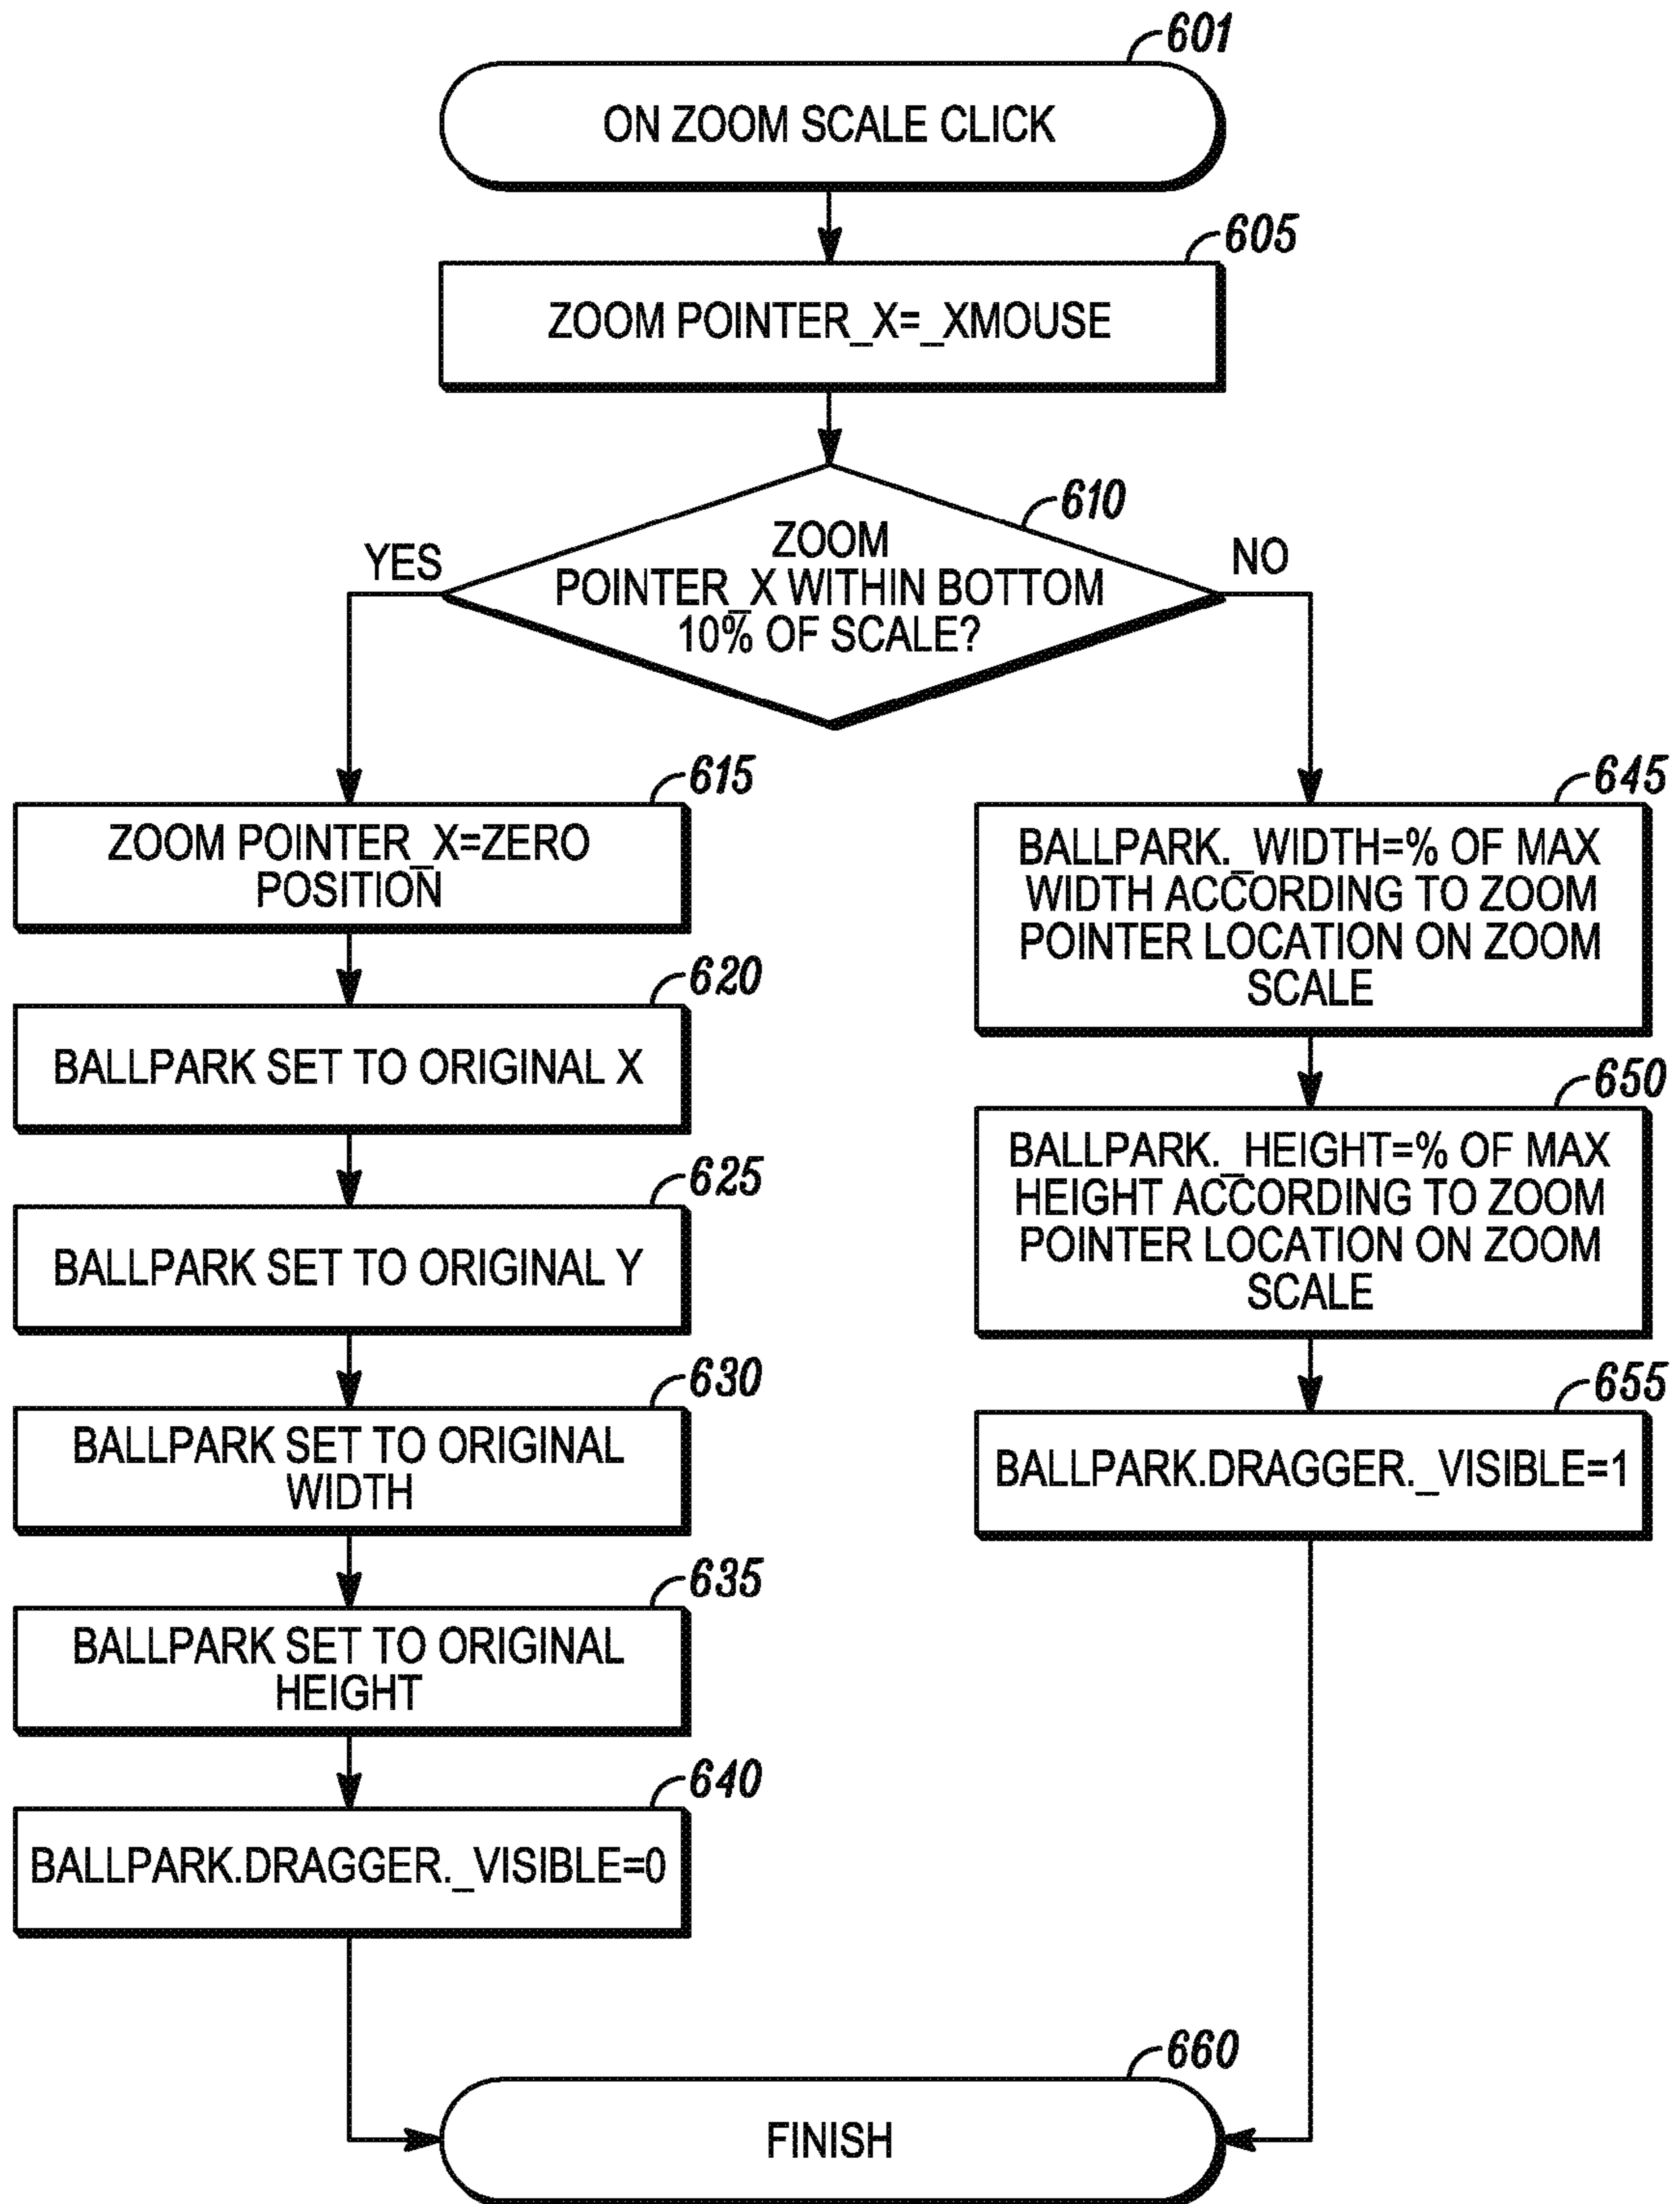 601
ON ZOOM SCALE CLICK
605
ZOOM POINTER_X=_XMOUSE
610
ZOOM
POINTER_X WITHIN BOTTOM
10% OF SCALE?
YES
NO
615
ZOOM POINTER_X=ZERO
POSITION
620
BALLPARK SET TO ORIGINAL X
625
BALLPARK SET TO ORIGINAL Y
630
BALLPARK SET TO ORIGINAL
WIDTH
635
BALLPARK SET TO ORIGINAL
HEIGHT
640
BALLPARK.DRAGGER._VISIBLE=0
645
BALLPARK._WIDTH=% OF MAX
WIDTH ACCORDING TO ZOOM
POINTER LOCATION ON ZOOM
SCALE
650
BALLPARK._HEIGHT=% OF MAX
HEIGHT ACCORDING TO ZOOM
POINTER LOCATION ON ZOOM
SCALE
655
BALLPARK.DRAGGER._VISIBLE=1
660
FINISH